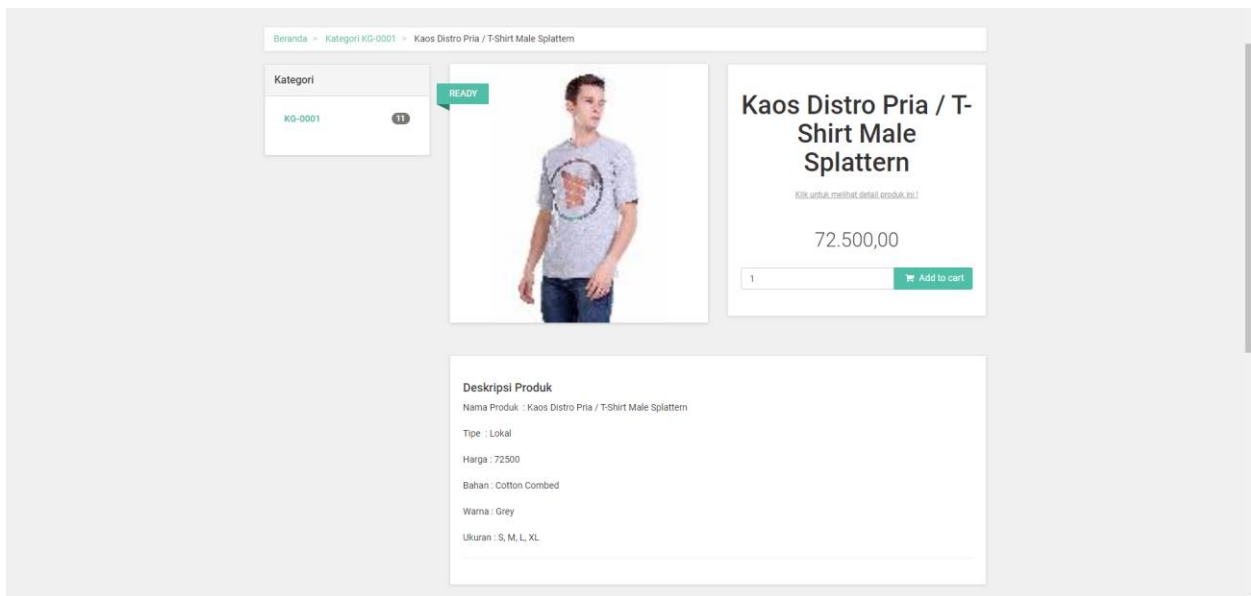 Beranda > Kategori KG-0001 > Kaos Distro Pria / T-Shirt Male Splattern
Kategori
KG-0001 11
READY
Kaos Distro Pria / T-
Shirt Male
Splattern
Klik untuk melihat detail produk ini !
72.500,00
1
Add to cart
Deskripsi Produk
Nama Produk : Kaos Distro Pria / T-Shirt Male Splattern
Tipe : Lokal
Harga : 72500
Bahan : Cotton Combed
Warna : Grey
Ukuran : S, M, L, XL